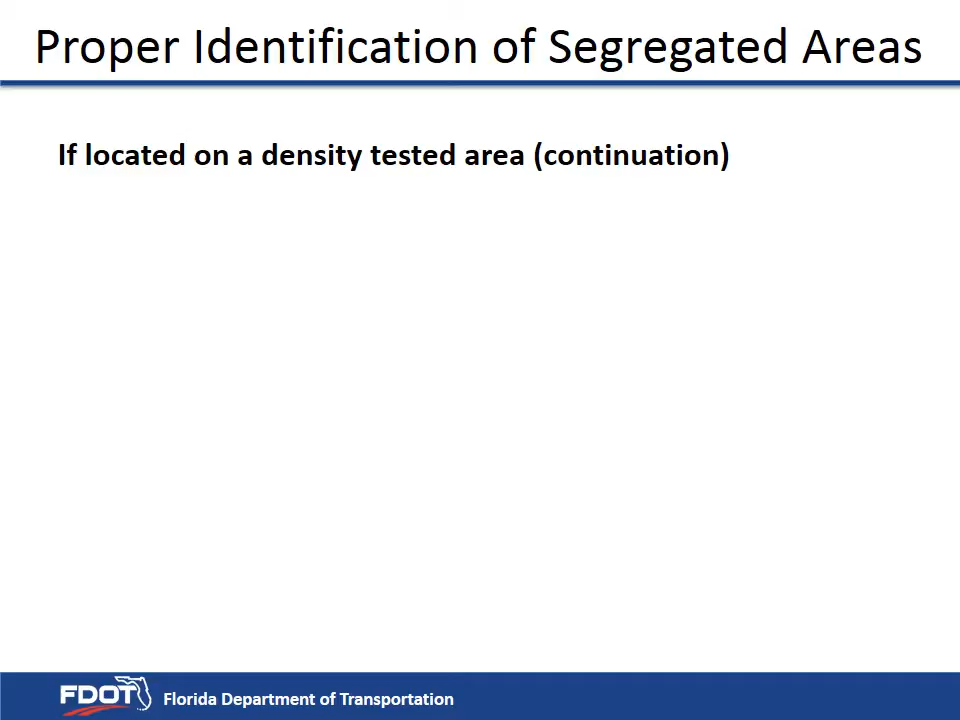 Proper Identification of Segregated Areas
If located on a density tested area (continuation)
FDOT Florida Department of Transportation